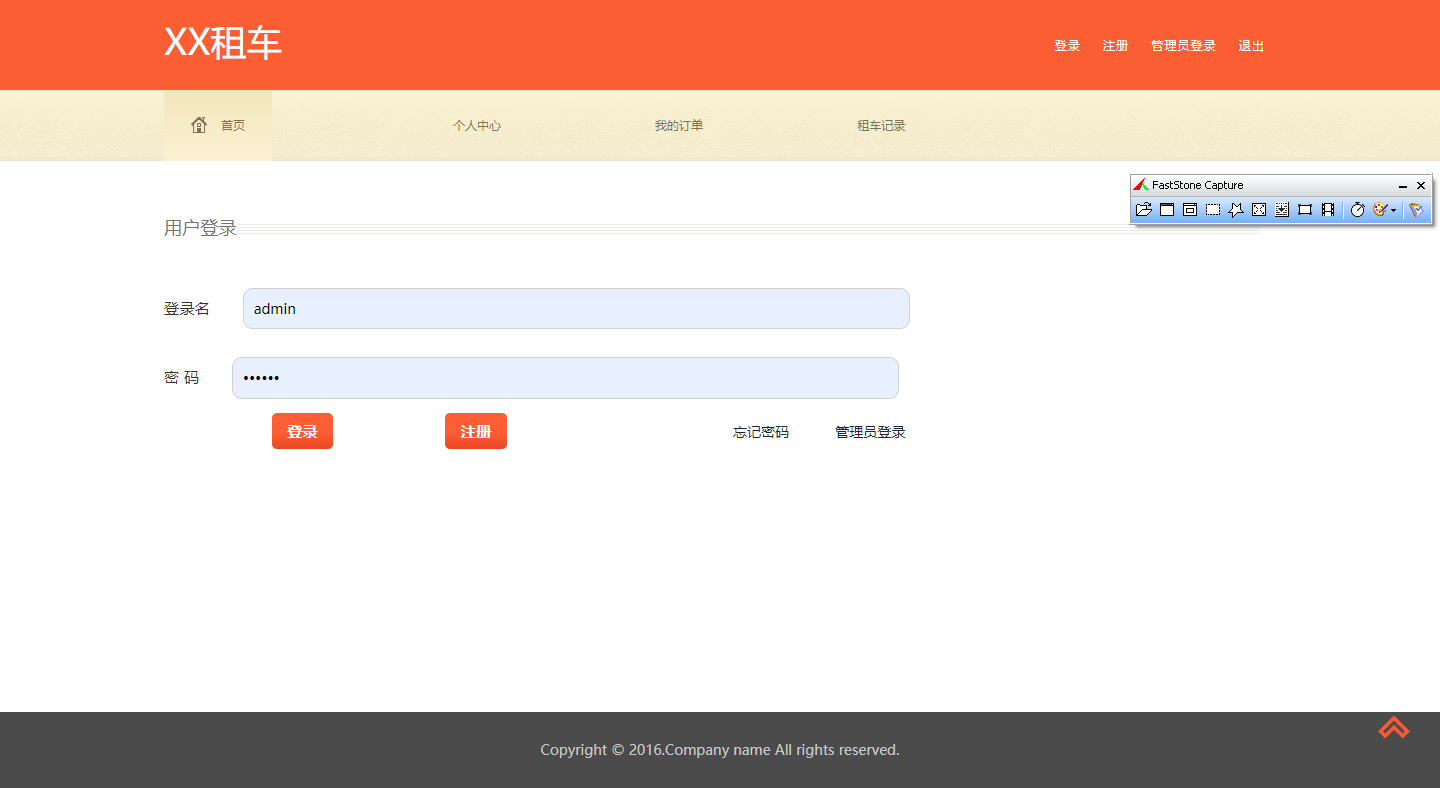 XX租车
登录 注册 管理员登录 退出
首页 个人中心 我的订单 租车记录
FastStone Capture
用户登录
登录名 admin
密 码 ••••••
登录 注册 忘记密码 管理员登录
Copyright © 2016.Company name All rights reserved.